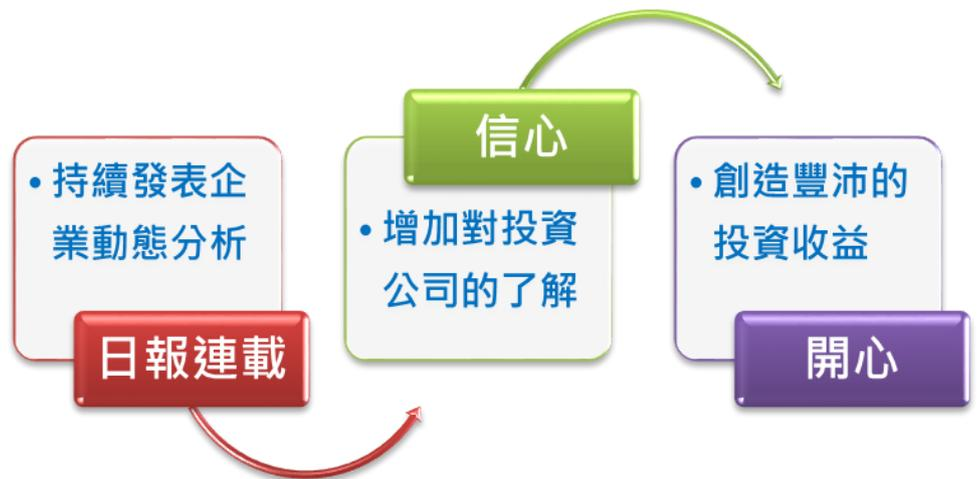 • 持續發表企
業動態分析
日報連載
信心
• 增加對投資
公司的了解
• 創造豐沛的
投資收益
開心